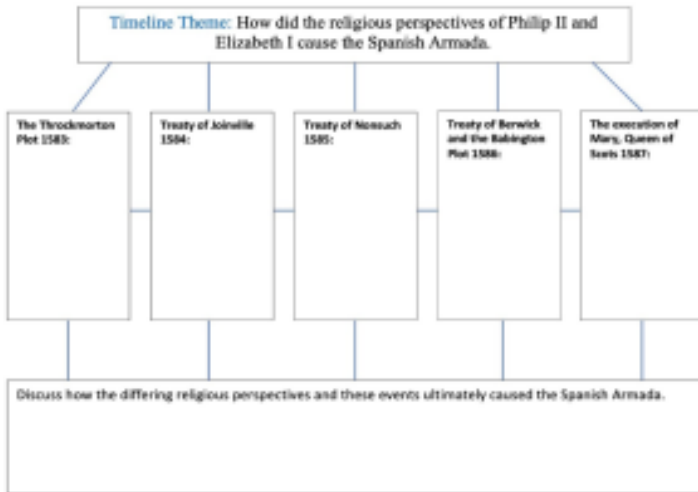 Timeline Theme: How did the religious perspectives of Philip II and
Elizabeth I cause the Spanish Armada.
The Throckmorton
Plot 1583:
Treaty of Joinville
1584:
Treaty of Nonsuch
1585:
Treaty of Berwick
and the Babington
Plot 1586:
The execution of
Mary, Queen of
Scots 1587:
Discuss how the differing religious perspectives and these events ultimately caused the Spanish Armada.